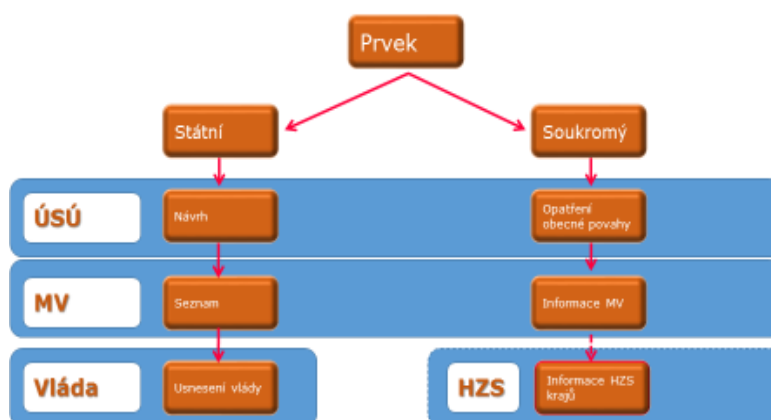 Prvek
Státní
Soukromý
ÚSÚ
Návrh
Opatření
obecné povahy
MV
Seznam
Informace MV
Vláda
Usnesení vlády
HZS
Informace HZS
krajů